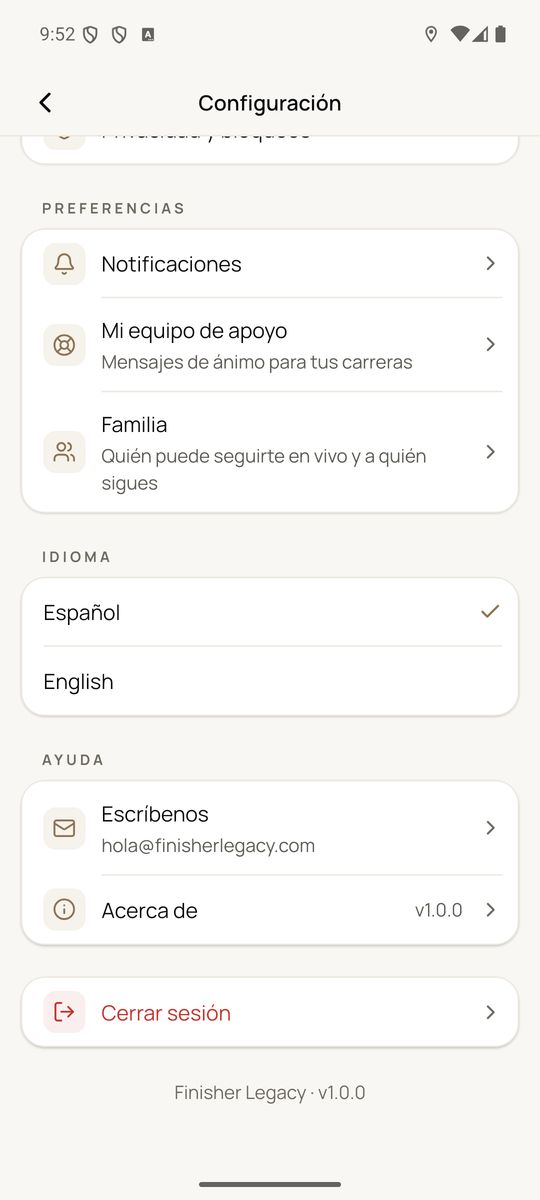 9:52
Configuración
PREFERENCIAS
Notificaciones
Mi equipo de apoyo
Mensajes de ánimo para tus carreras
Familia
Quién puede seguirte en vivo y a quién
sigues
IDIOMA
Español
English
AYUDA
Escríbenos
hola@finisherlegacy.com
Acerca de
v1.0.0
Cerrar sesión
Finisher Legacy · v1.0.0